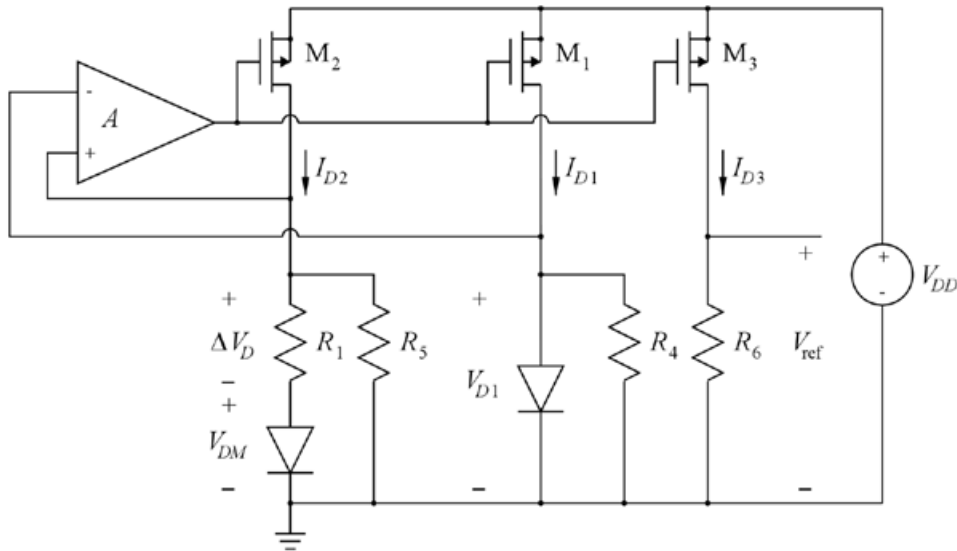 M2
M1
M3
-
A
+
ID2
ID1
ID3
+
+
-
VDD
+
+
ΔVD
R1
R5
VD1
R4
R6
Vref
−
+
VDM
−
−
−